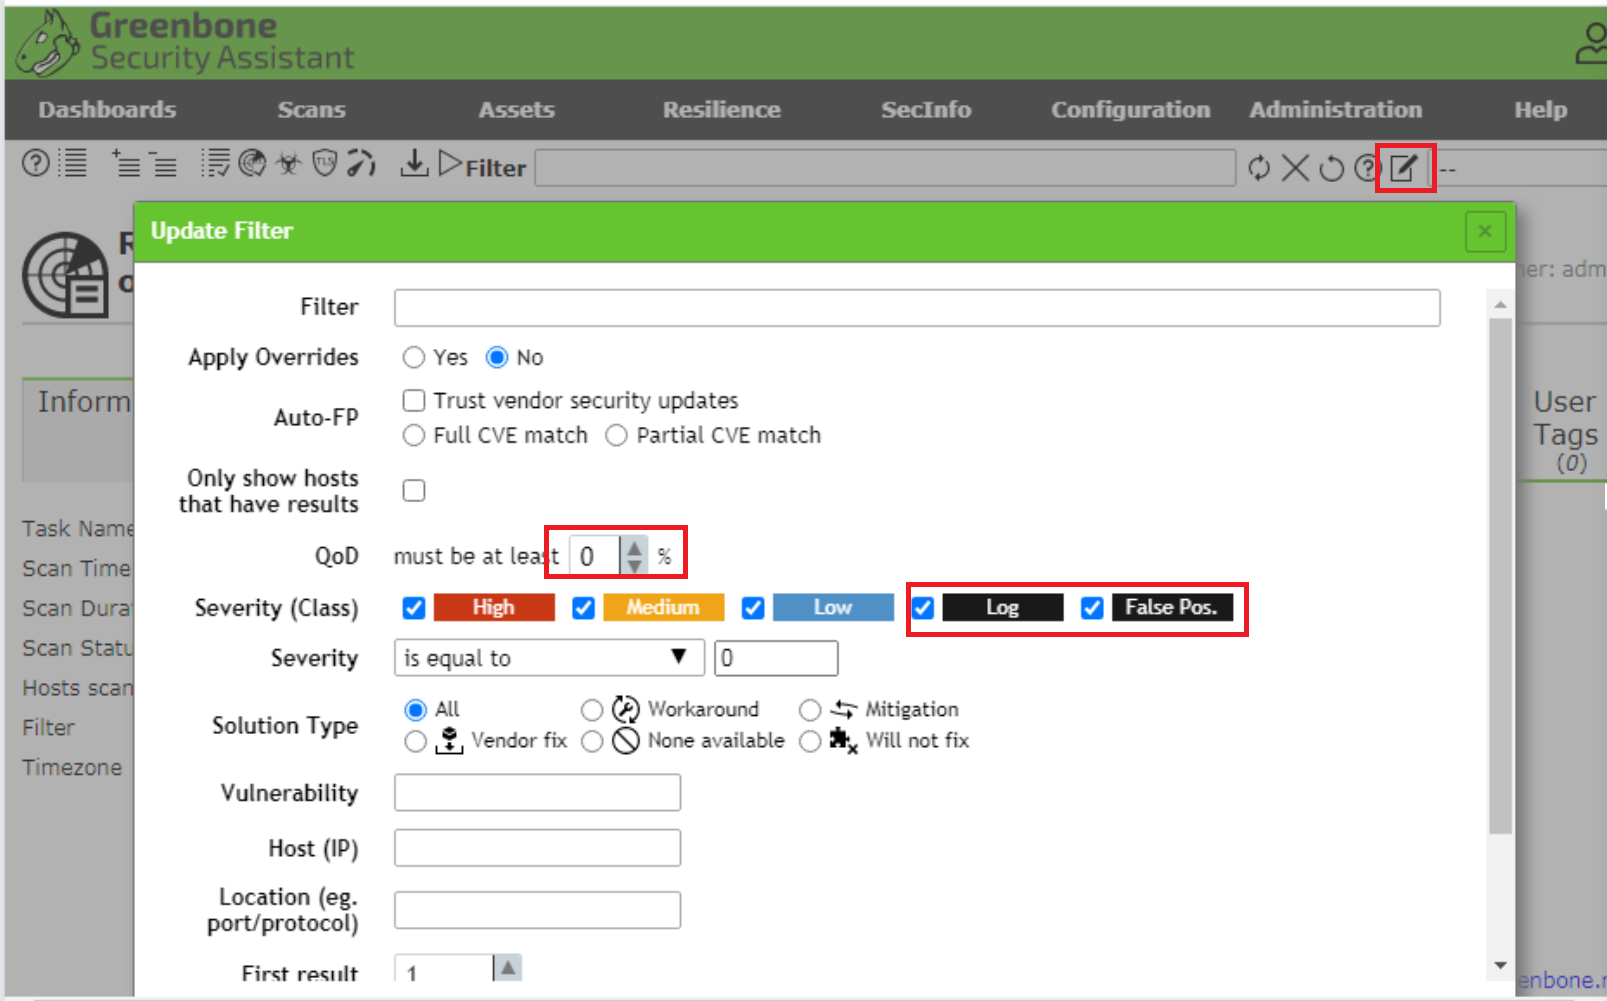 Greenbone
Security Assistant
Dashboards Scans Assets Resilience SecInfo Configuration Administration Help
TLS Filter --
Update Filter ×
Filter
Apply Overrides Yes No
Auto-FP Trust vendor security updates
Full CVE match Partial CVE match
Only show hosts
that have results
QoD must be at least 0 %
Severity (Class) High Medium Low Log False Pos.
Severity is equal to 0
Solution Type All Workaround Mitigation
Vendor fix None available Will not fix
Vulnerability
Host (IP)
Location (eg.
port/protocol)
First result 1
Inform
User
Tags
(0)
Task Name
Scan Time
Scan Dura
Scan Statu
Hosts scan
Filter
Timezone
ner: adm
enbone.